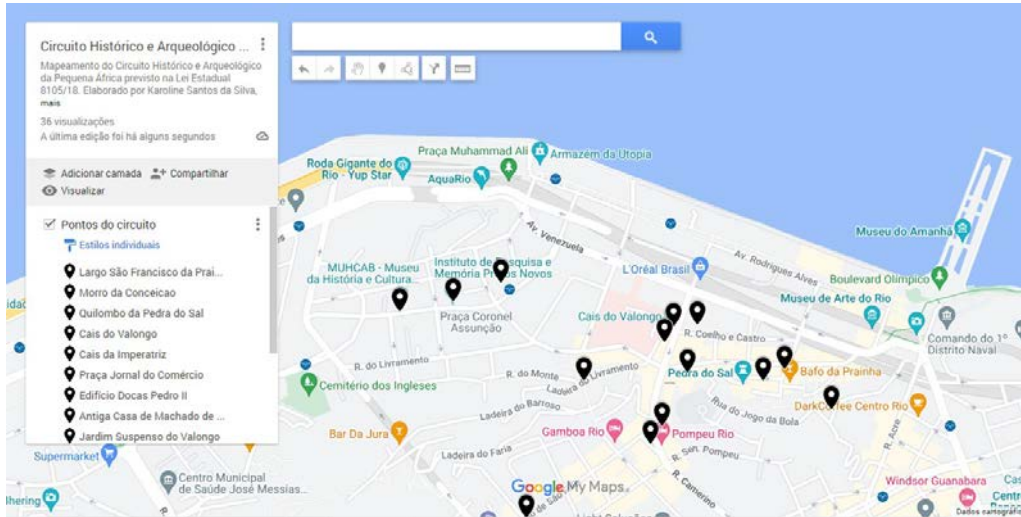 Circuito Histórico e Arqueológico ...
Mapeamento do Circuito Histórico e Arqueológico
da Pequena África previsto na Lei Estadual
8105/18. Elaborado por Karoline Santos da Silva,
mais
36 visualizações
A última edição foi há alguns segundos
Adicionar camada
Compartilhar
Visualizar
Pontos do circuito
Estilos individuais
Largo São Francisco da Prai...
Morro da Conceicao
Quilombo da Pedra do Sal
Cais do Valongo
Cais da Imperatriz
Praça Jornal do Comércio
Edifício Docas Pedro II
Antiga Casa de Machado de ...
Jardim Suspenso do Valongo
Praça Muhammad Ali
Armazém da Utopia
Roda Gigante do
Rio - Yup Star
AquaRio
Av. Venezuela
Museu do Amanhã
Av. Rodrigues Alves
MUHCAB - Museu
da História e Cultura...
Instituto de Pesquisa e
Memória Pretos Novos
L'Oréal Brasil
Boulevard Olímpico
Museu de Arte do Rio
Praça Coronel
Assunção
Cais do Valongo
R. Coelho e Castro
Comando do 1º
Distrito Naval
R. do Livramento
R. do Monte
Ladeira do Livramento
Pedra do Sal
Bafo da Prainha
Cemitério dos Ingleses
Ladeira do Barroso
Rua do Jogo da Bola
DarkCoffee Centro Rio
Bar Da Jura
Gamboa Rio
Pompeu Rio
R. Acre
Ladeira do Faria
R. Sen. Pompeu
Supermarket
Centro Municipal
de Saúde José Messias...
R. Camerino
Windsor Guanabara
Google My Maps
Centr
Dados cartográfic